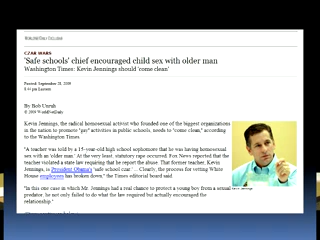 WORLDNETDAILY EXCLUSIVE
CZAR WARS
'Safe schools' chief encouraged child sex with older man
Washington Times: Kevin Jennings should 'come clean'
Posted: September 28, 2009
8:44 pm Eastern
By Bob Unruh
© 2009 WorldNetDaily
Kevin Jennings, the radical homosexual activist who founded one of the biggest organizations
in the nation to promote "gay" activities in public schools, needs to "come clean," according
to the Washington Times.
"A teacher was told by a 15-year-old high school sophomore that he was having homosexual
sex with an 'older man.' At the very least, statutory rape occurred. Fox News reported that the
teacher violated a state law requiring that he report the abuse. That former teacher, Kevin
Jennings, is President Obama's 'safe school czar.' ... Clearly, the process for vetting White
House employees has broken down," the Times editorial board said.
"In this one case in which Mr. Jennings had a real chance to protect a young boy from a sexual
predator, he not only failed to do what the law required but actually encouraged the
relationship".